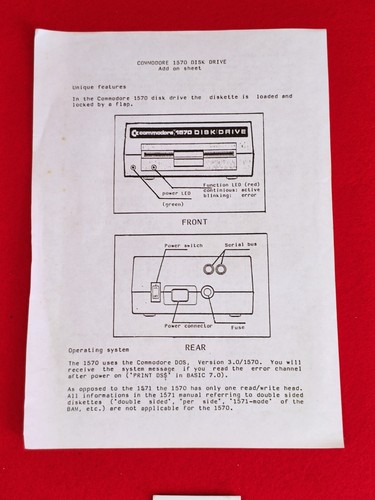 COMMODORE 1570 DISK DRIVE
Add on sheet
Unique features
In the Commodore 1570 disk drive the diskette is loaded and
locked by a flap.
commodore 1570 DISK DRIVE
Function LED (red)
power LED continious: active
(green) blinking: error
FRONT
Power switch Serial bus
Power connector Fuse
REAR
Operating system
The 1570 uses the Commodore DOS, Version 3.0/1570. You will
receive the system message if you read the error channel
after power on ("PRINT DS$" in BASIC 7.0).
As opposed to the 1571 the 1570 has only one read/write head.
All informations in the 1571 manual referring to double sided
diskettes ("double sided", "per side", "1571-mode" of the
BAM, etc.) are not applicable for the 1570.